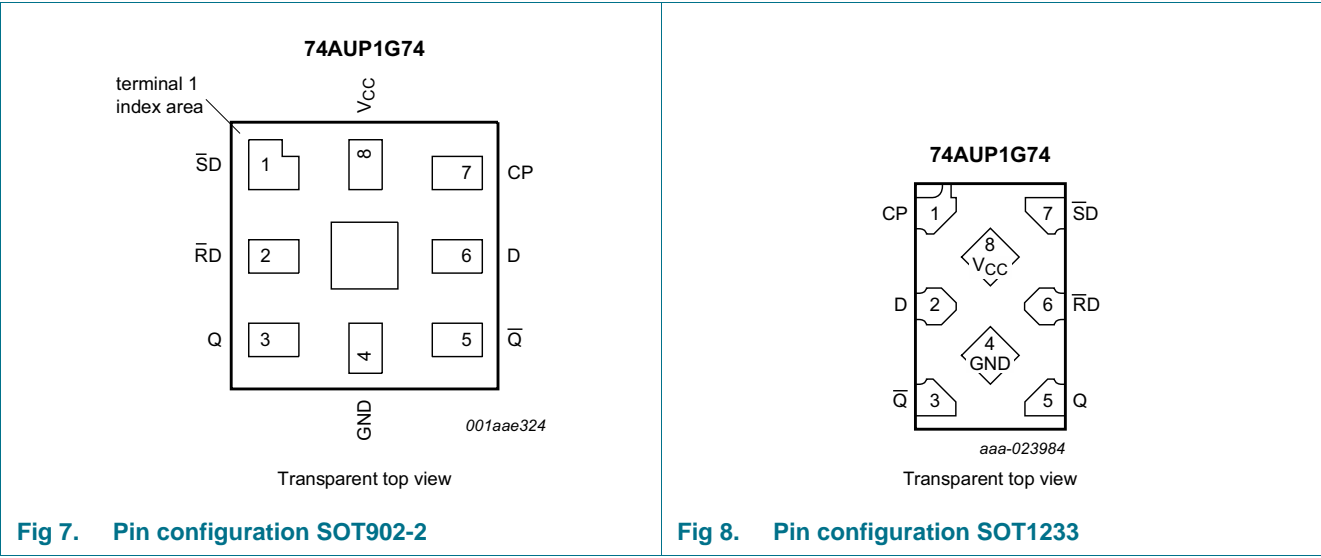 74AUP1G74
terminal 1
index area
VCC
S̅D
1
8
7
CP
R̅D
2
6
D
Q
3
4
5
Q̅
GND
001aae324
Transparent top view
Fig 7. Pin configuration SOT902-2
74AUP1G74
CP
1
7
S̅D
8
VCC
D
2
6
R̅D
4
GND
Q̅
3
5
Q
aaa-023984
Transparent top view
Fig 8. Pin configuration SOT1233